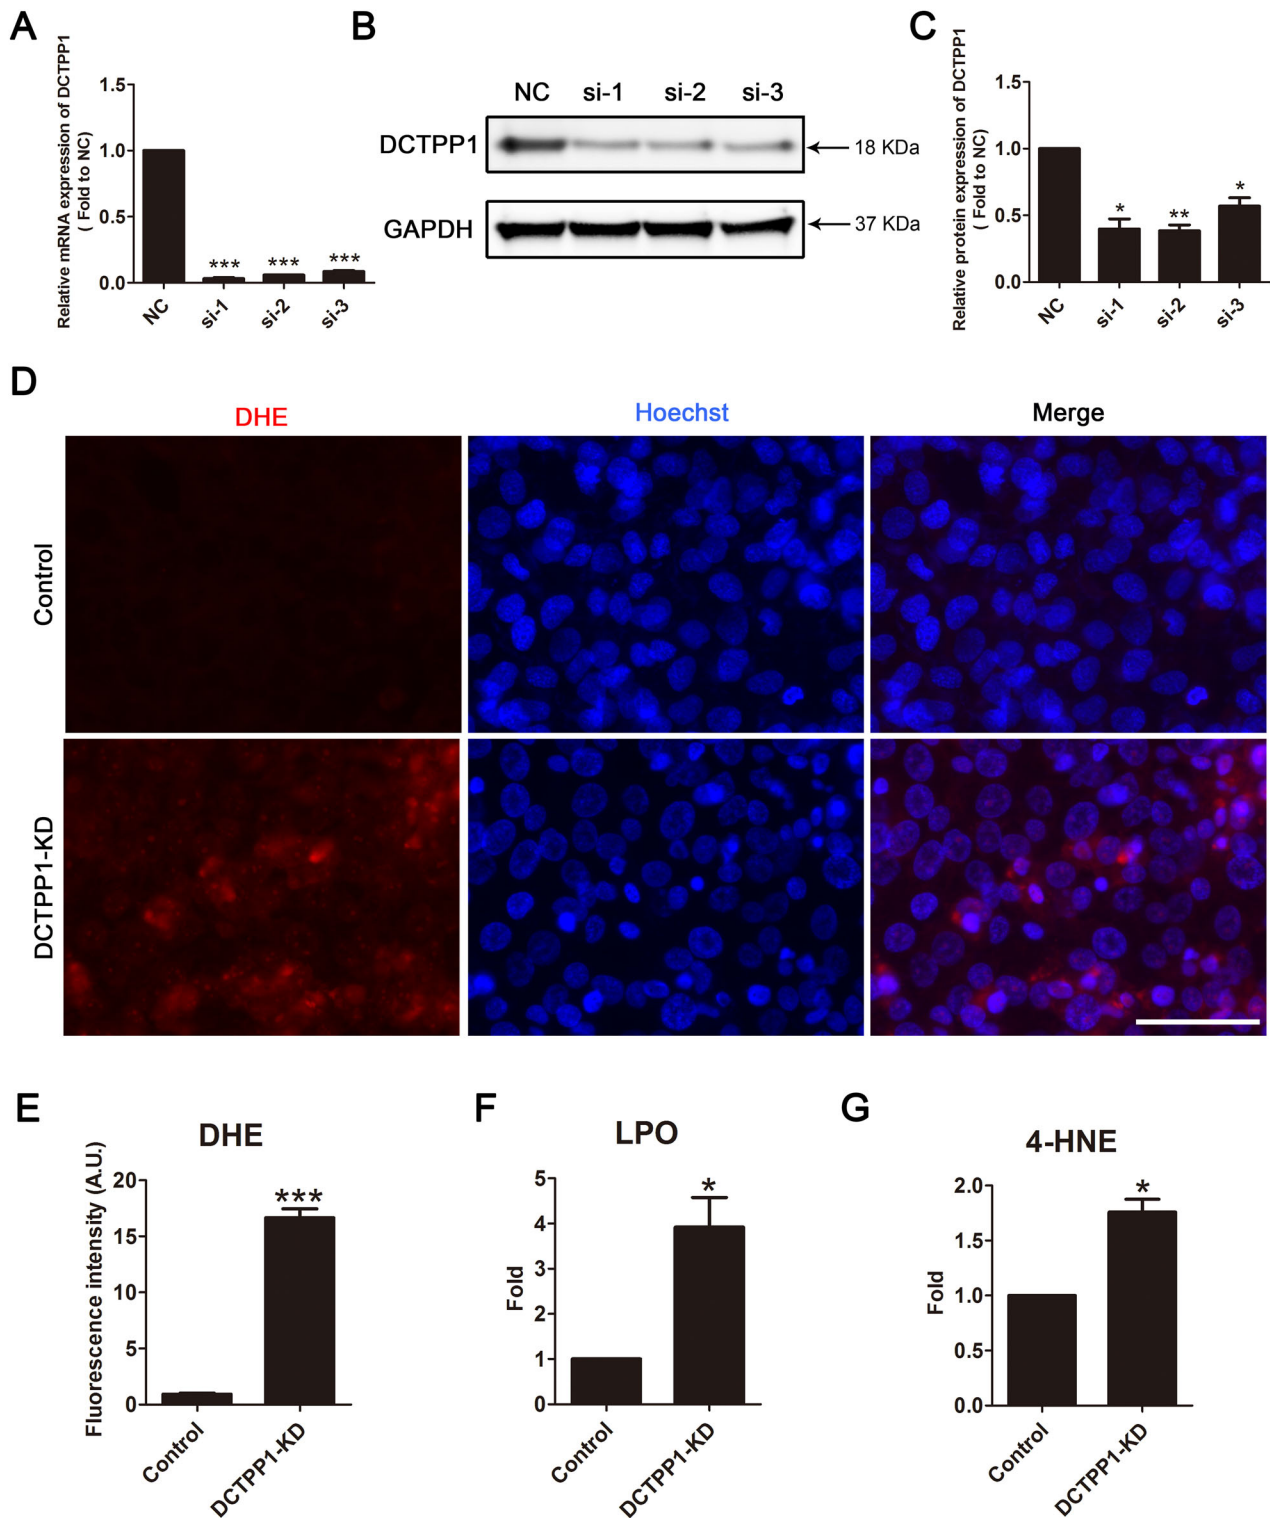 A
Relative mRNA expression of DCTPP1
( Fold to NC)
1.5
1.0
0.5
0.0
***
***
***
NC
si-1
si-2
si-3
B
NC si-1 si-2 si-3
DCTPP1
18 KDa
GAPDH
37 KDa
C
Relative protein expression of DCTPP1
( Fold to NC)
1.5
1.0
0.5
0.0
*
**
*
NC
si-1
si-2
si-3
D
DHE
Hoechst
Merge
Control
DCTPP1-KD
E
DHE
Fluorescence intensity (A.U.)
20
15
10
5
0
***
Control
DCTPP1-KD
F
LPO
Fold
5
4
3
2
1
0
*
Control
DCTPP1-KD
G
4-HNE
Fold
2.0
1.5
1.0
0.5
0.0
*
Control
DCTPP1-KD